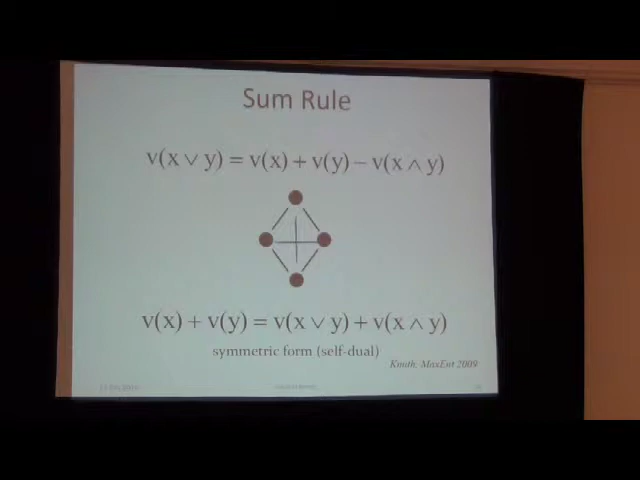 Sum Rule
v(x ∨ y) = v(x) + v(y) − v(x ∧ y)
v(x) + v(y) = v(x ∨ y) + v(x ∧ y)
symmetric form (self-dual)
Knuth: MaxEnt 2009